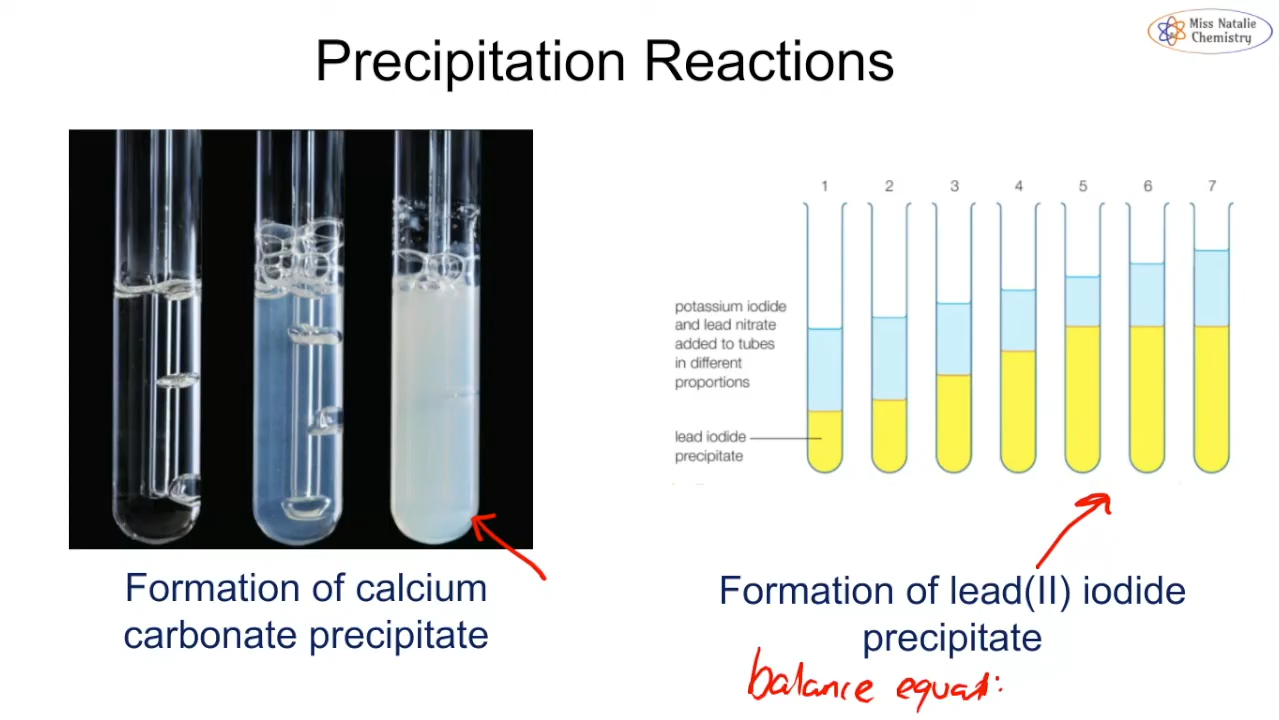 Precipitation Reactions
Miss Natalie
Chemistry
1 2 3 4 5 6 7
potassium iodide
and lead nitrate
added to tubes
in different
proportions
lead iodide
precipitate
Formation of calcium
carbonate precipitate
Formation of lead(II) iodide
precipitate
balance equat: